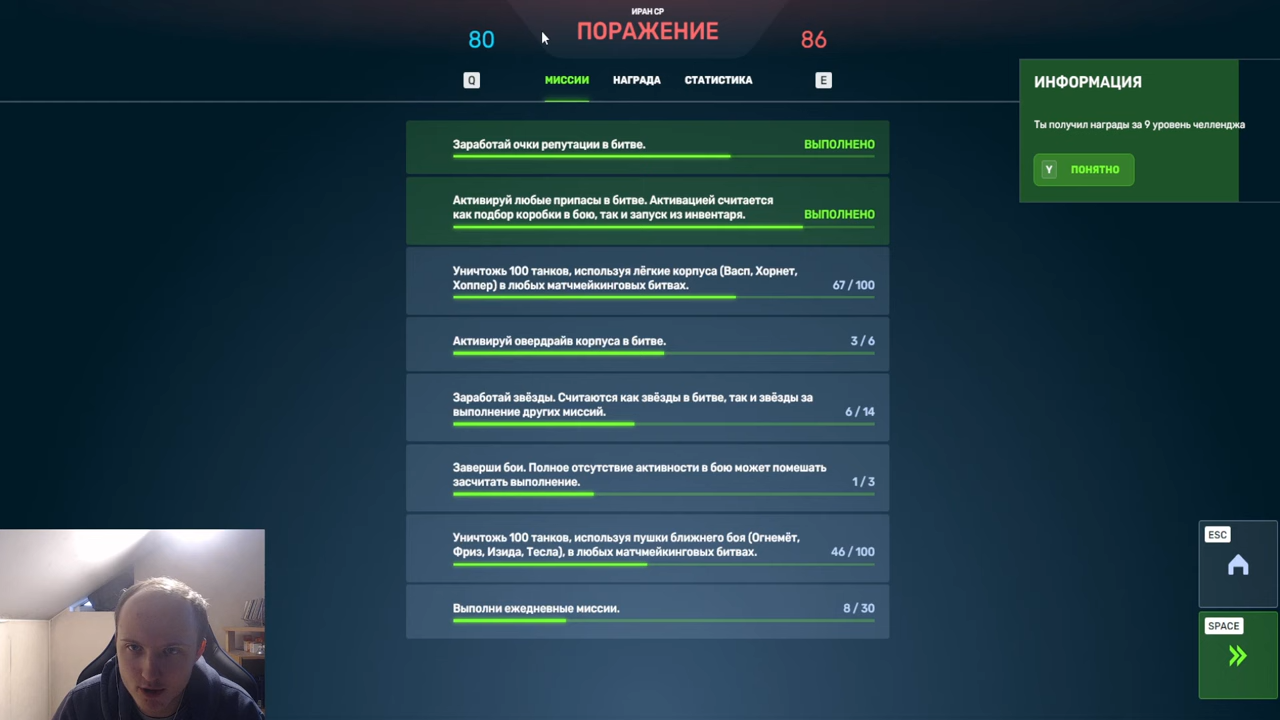 ИРАН CP
80
ПОРАЖЕНИЕ
86
Q
МИССИИ
НАГРАДА
СТАТИСТИКА
E
ИНФОРМАЦИЯ
Ты получил награды за 9 уровень челленджа
Y
ПОНЯТНО
Заработай очки репутации в битве.
ВЫПОЛНЕНО
Активируй любые припасы в битве. Активацией считается
как подбор коробки в бою, так и запуск из инвентаря.
ВЫПОЛНЕНО
Уничтожь 100 танков, используя лёгкие корпуса (Васп, Хорнет,
Хоппер) в любых матчмейкинговых битвах.
67 / 100
Активируй овердрайв корпуса в битве.
3 / 6
Заработай звёзды. Считаются как звёзды в битве, так и звёзды за
выполнение других миссий.
6 / 14
Заверши бои. Полное отсутствие активности в бою может помешать
засчитать выполнение.
1 / 3
Уничтожь 100 танков, используя пушки ближнего боя (Огнемёт,
Фриз, Изида, Тесла), в любых матчмейкинговых битвах.
46 / 100
Выполни ежедневные миссии.
8 / 30
ESC
SPACE